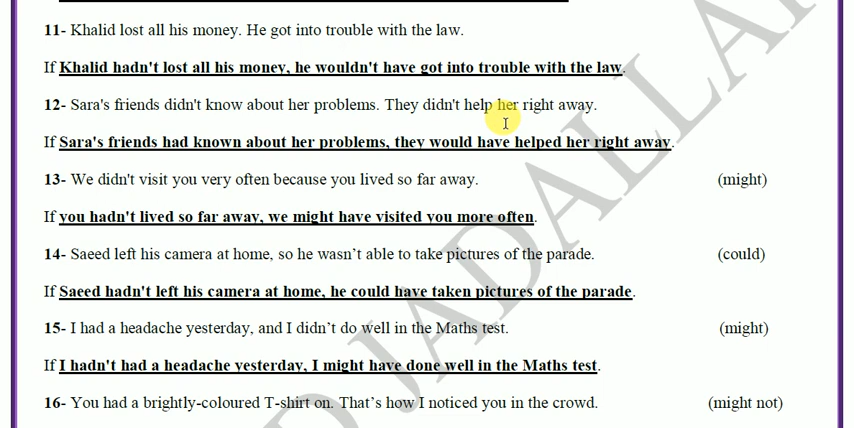 11- Khalid lost all his money. He got into trouble with the law.
If Khalid hadn't lost all his money, he wouldn't have got into trouble with the law.
12- Sara's friends didn't know about her problems. They didn't help her right away.
If Sara's friends had known about her problems, they would have helped her right away.
13- We didn't visit you very often because you lived so far away. (might)
If you hadn't lived so far away, we might have visited you more often.
14- Saeed left his camera at home, so he wasn’t able to take pictures of the parade. (could)
If Saeed hadn't left his camera at home, he could have taken pictures of the parade.
15- I had a headache yesterday, and I didn’t do well in the Maths test. (might)
If I hadn't had a headache yesterday, I might have done well in the Maths test.
16- You had a brightly-coloured T-shirt on. That’s how I noticed you in the crowd. (might not)
D JADALLAH